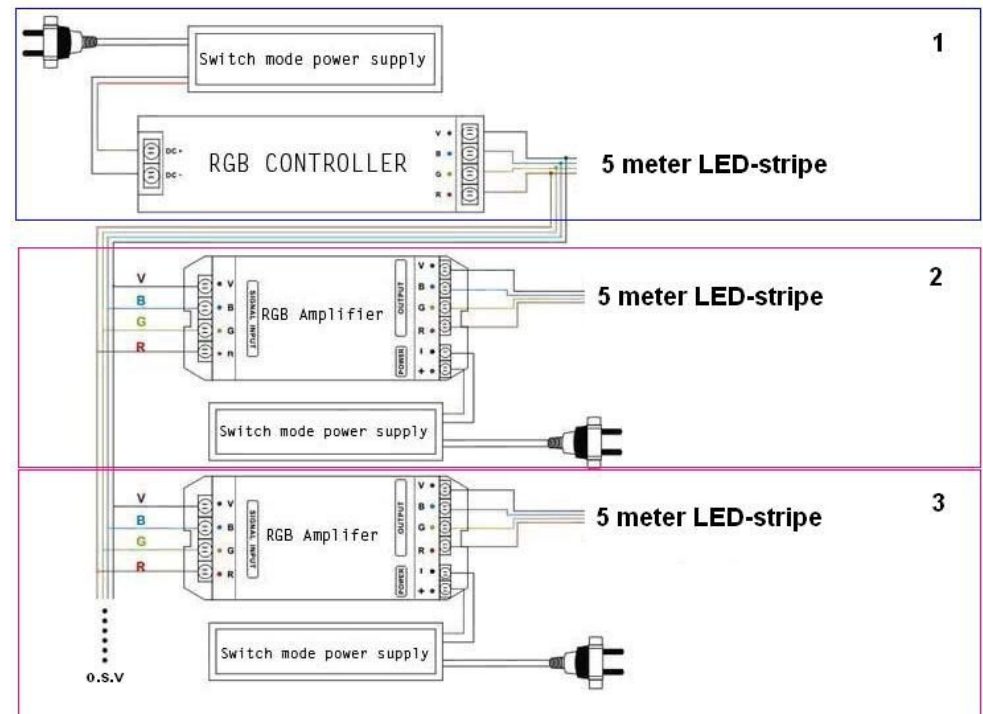 1
Switch mode power supply
RGB CONTROLLER
DC+
DC-
V
B
G
R
5 meter LED-stripe
2
V
B
G
R
V
B
G
R
SIGNAL INPUT
RGB Amplifier
OUTPUT
POWER
V
B
G
R
-
+
5 meter LED-stripe
Switch mode power supply
3
V
B
G
R
V
B
G
R
SIGNAL INPUT
RGB Amplifer
OUTPUT
POWER
V
B
G
R
-
+
5 meter LED-stripe
Switch mode power supply
O.S.V